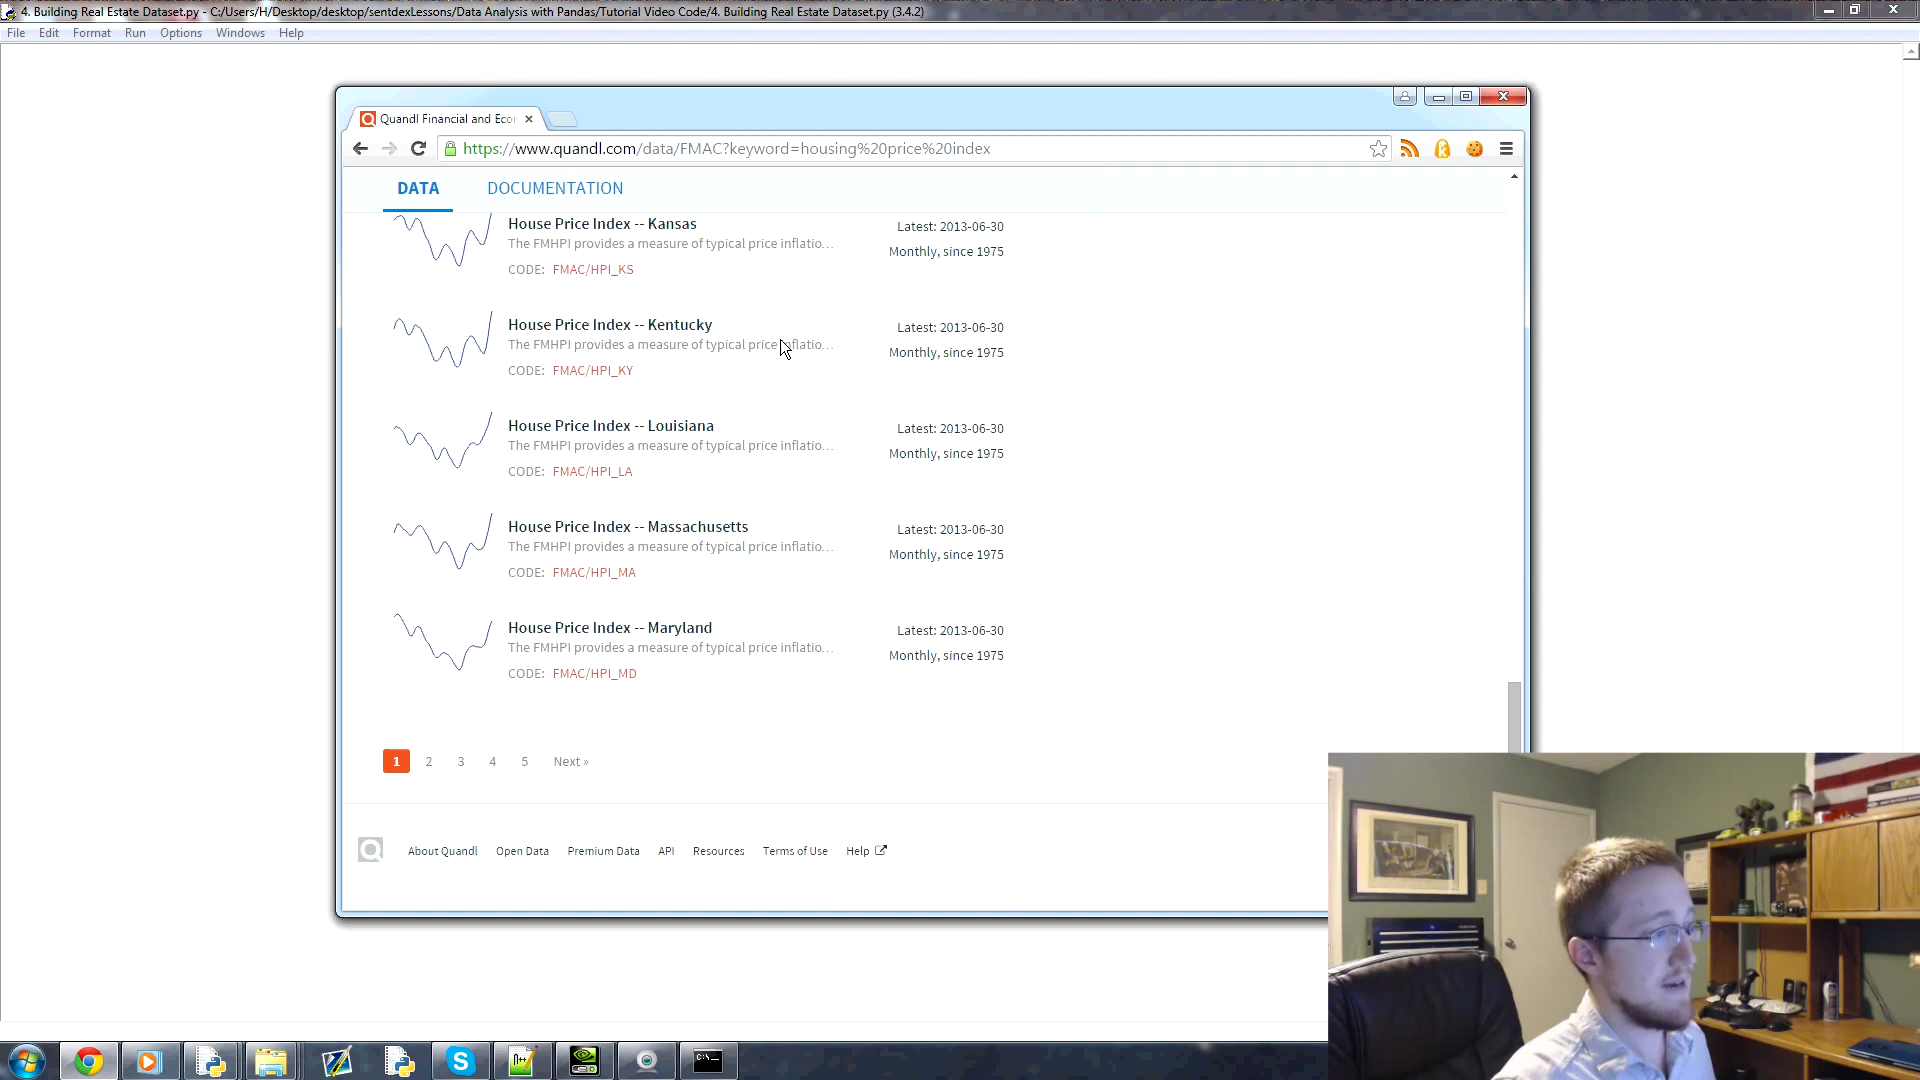 4. Building Real Estate Dataset.py - C:/Users/H/Desktop/desktop/sentdexLessons/Data Analysis with Pandas/Tutorial Video Code/4. Building Real Estate Dataset.py (3.4.2)
File Edit Format Run Options Windows Help
Quandl Financial and Eco
https://www.quandl.com/data/FMAC?keyword=housing%20price%20index
DATA DOCUMENTATION
House Price Index -- Kansas
Latest: 2013-06-30
The FMHPI provides a measure of typical price inflatio...
Monthly, since 1975
CODE: FMAC/HPI_KS
House Price Index -- Kentucky
Latest: 2013-06-30
The FMHPI provides a measure of typical price inflatio...
Monthly, since 1975
CODE: FMAC/HPI_KY
House Price Index -- Louisiana
Latest: 2013-06-30
The FMHPI provides a measure of typical price inflatio...
Monthly, since 1975
CODE: FMAC/HPI_LA
House Price Index -- Massachusetts
Latest: 2013-06-30
The FMHPI provides a measure of typical price inflatio...
Monthly, since 1975
CODE: FMAC/HPI_MA
House Price Index -- Maryland
Latest: 2013-06-30
The FMHPI provides a measure of typical price inflatio...
Monthly, since 1975
CODE: FMAC/HPI_MD
1 2 3 4 5 Next »
About Quandl Open Data Premium Data API Resources Terms of Use Help